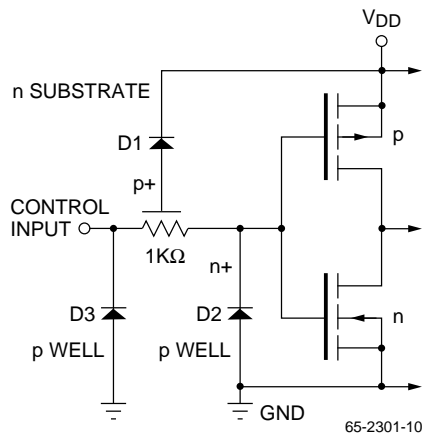 VDD
n SUBSTRATE
D1
p
p+
CONTROL
INPUT
1KΩ
n+
D3
D2
n
p WELL
p WELL
GND
65-2301-10